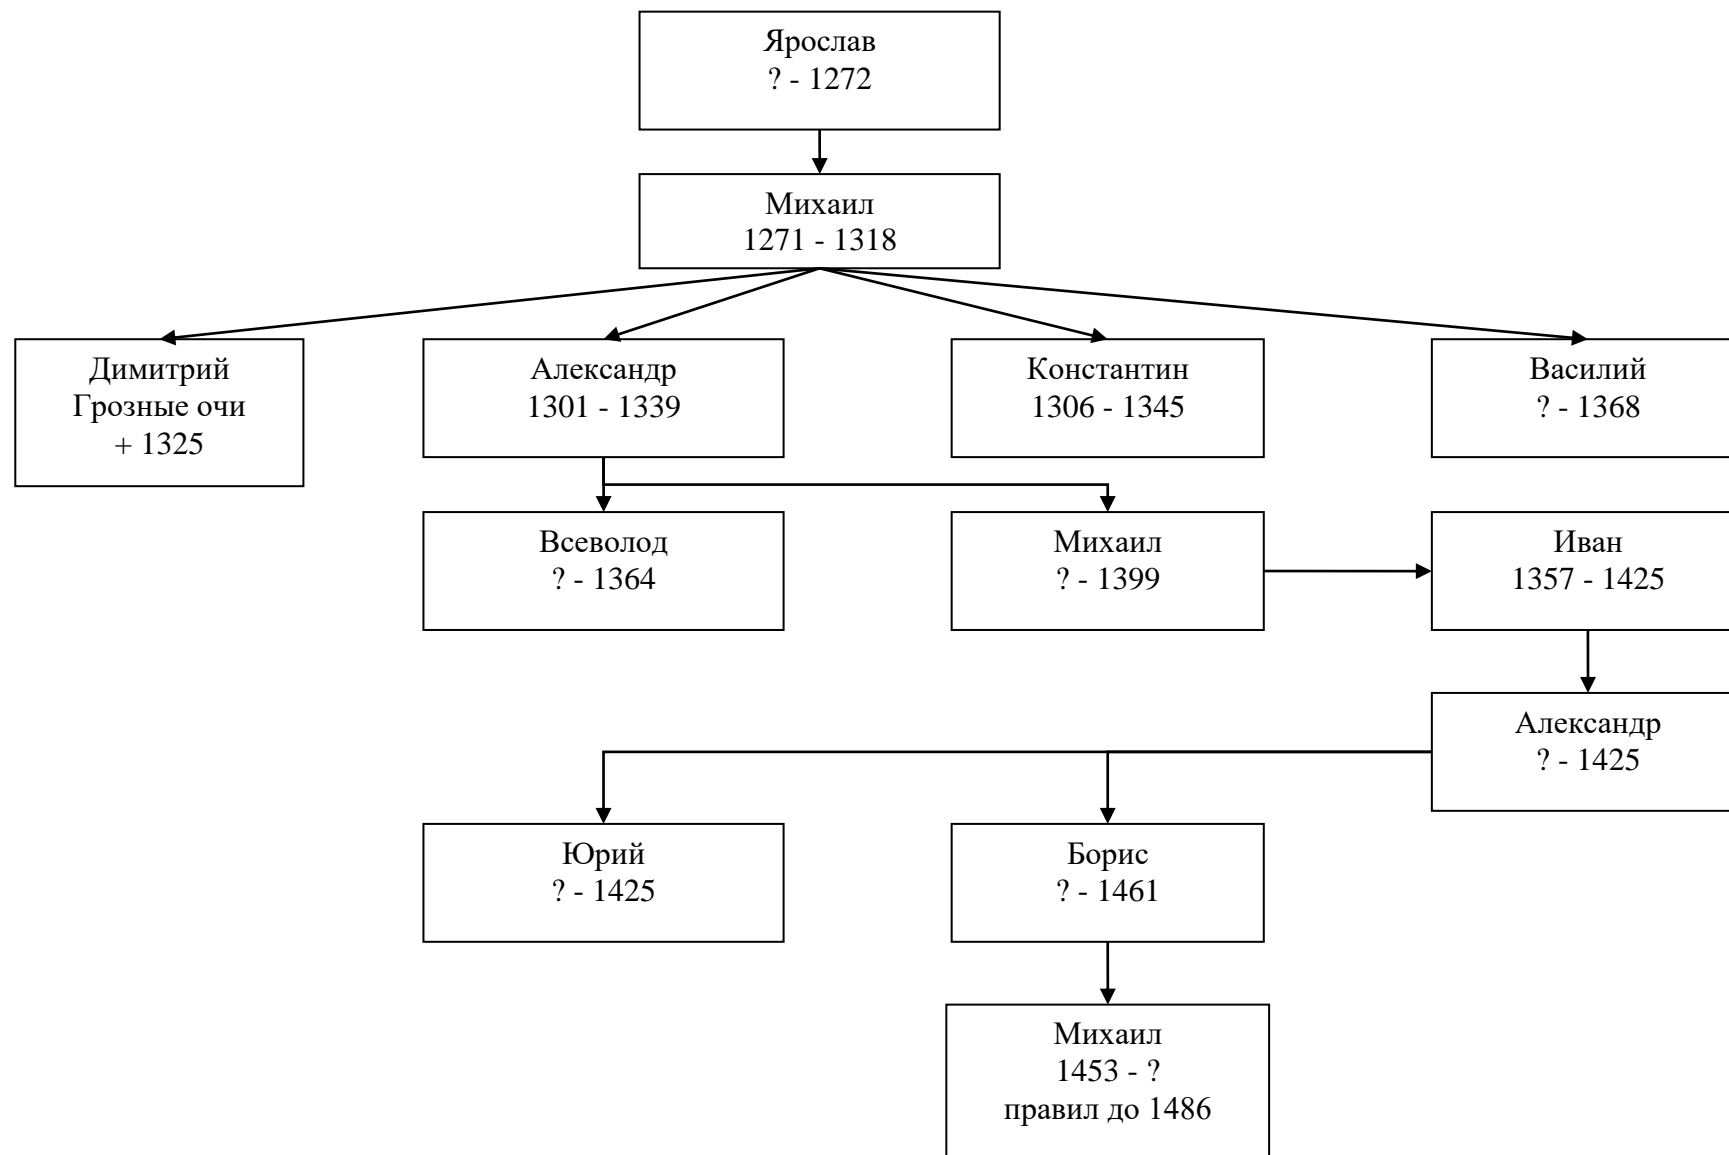 Ярослав
? - 1272
Михаил
1271 - 1318
Димитрий
Грозные очи
+ 1325
Александр
1301 - 1339
Константин
1306 - 1345
Василий
? - 1368
Всеволод
? - 1364
Михаил
? - 1399
Иван
1357 - 1425
Александр
? - 1425
Юрий
? - 1425
Борис
? - 1461
Михаил
1453 - ?
правил до 1486